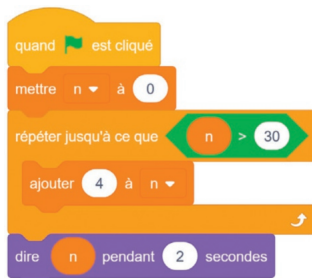 quand est cliqué
mettre n à 0
répéter jusqu'à ce que n > 30
ajouter 4 à n
dire n pendant 2 secondes